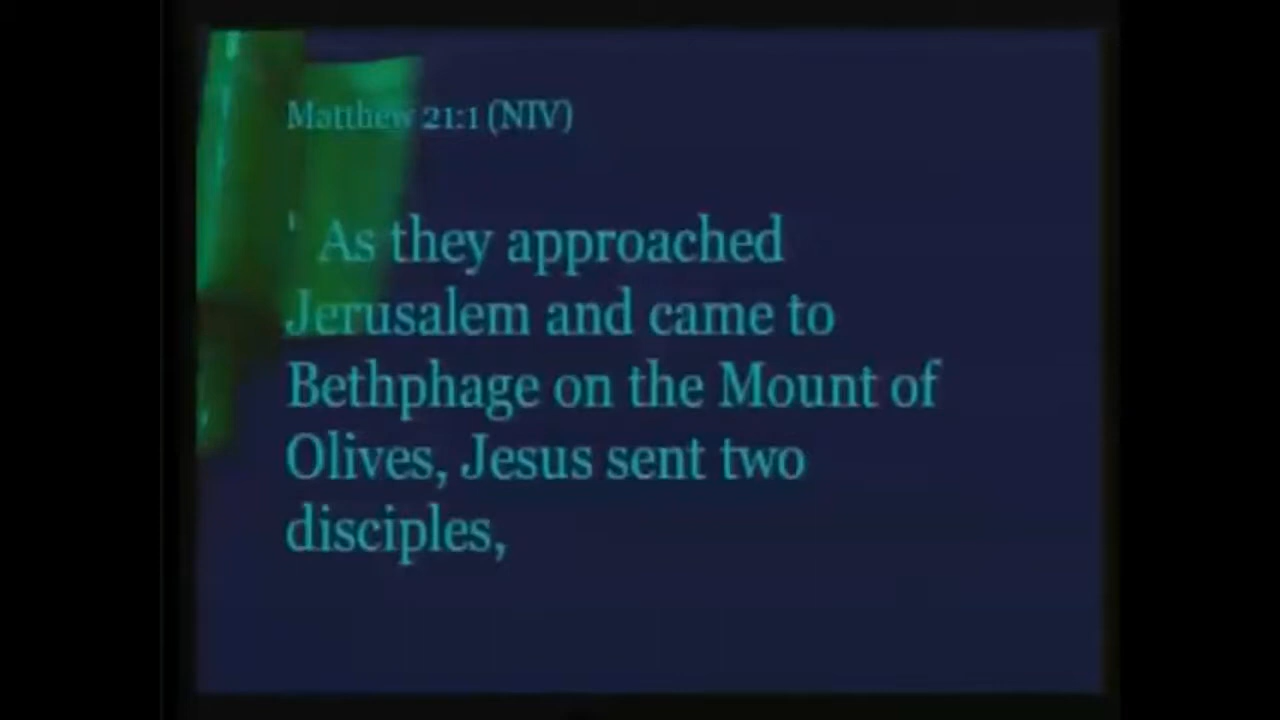 Matthew 21:1 (NIV)
1 As they approached
Jerusalem and came to
Bethphage on the Mount of
Olives, Jesus sent two
disciples,